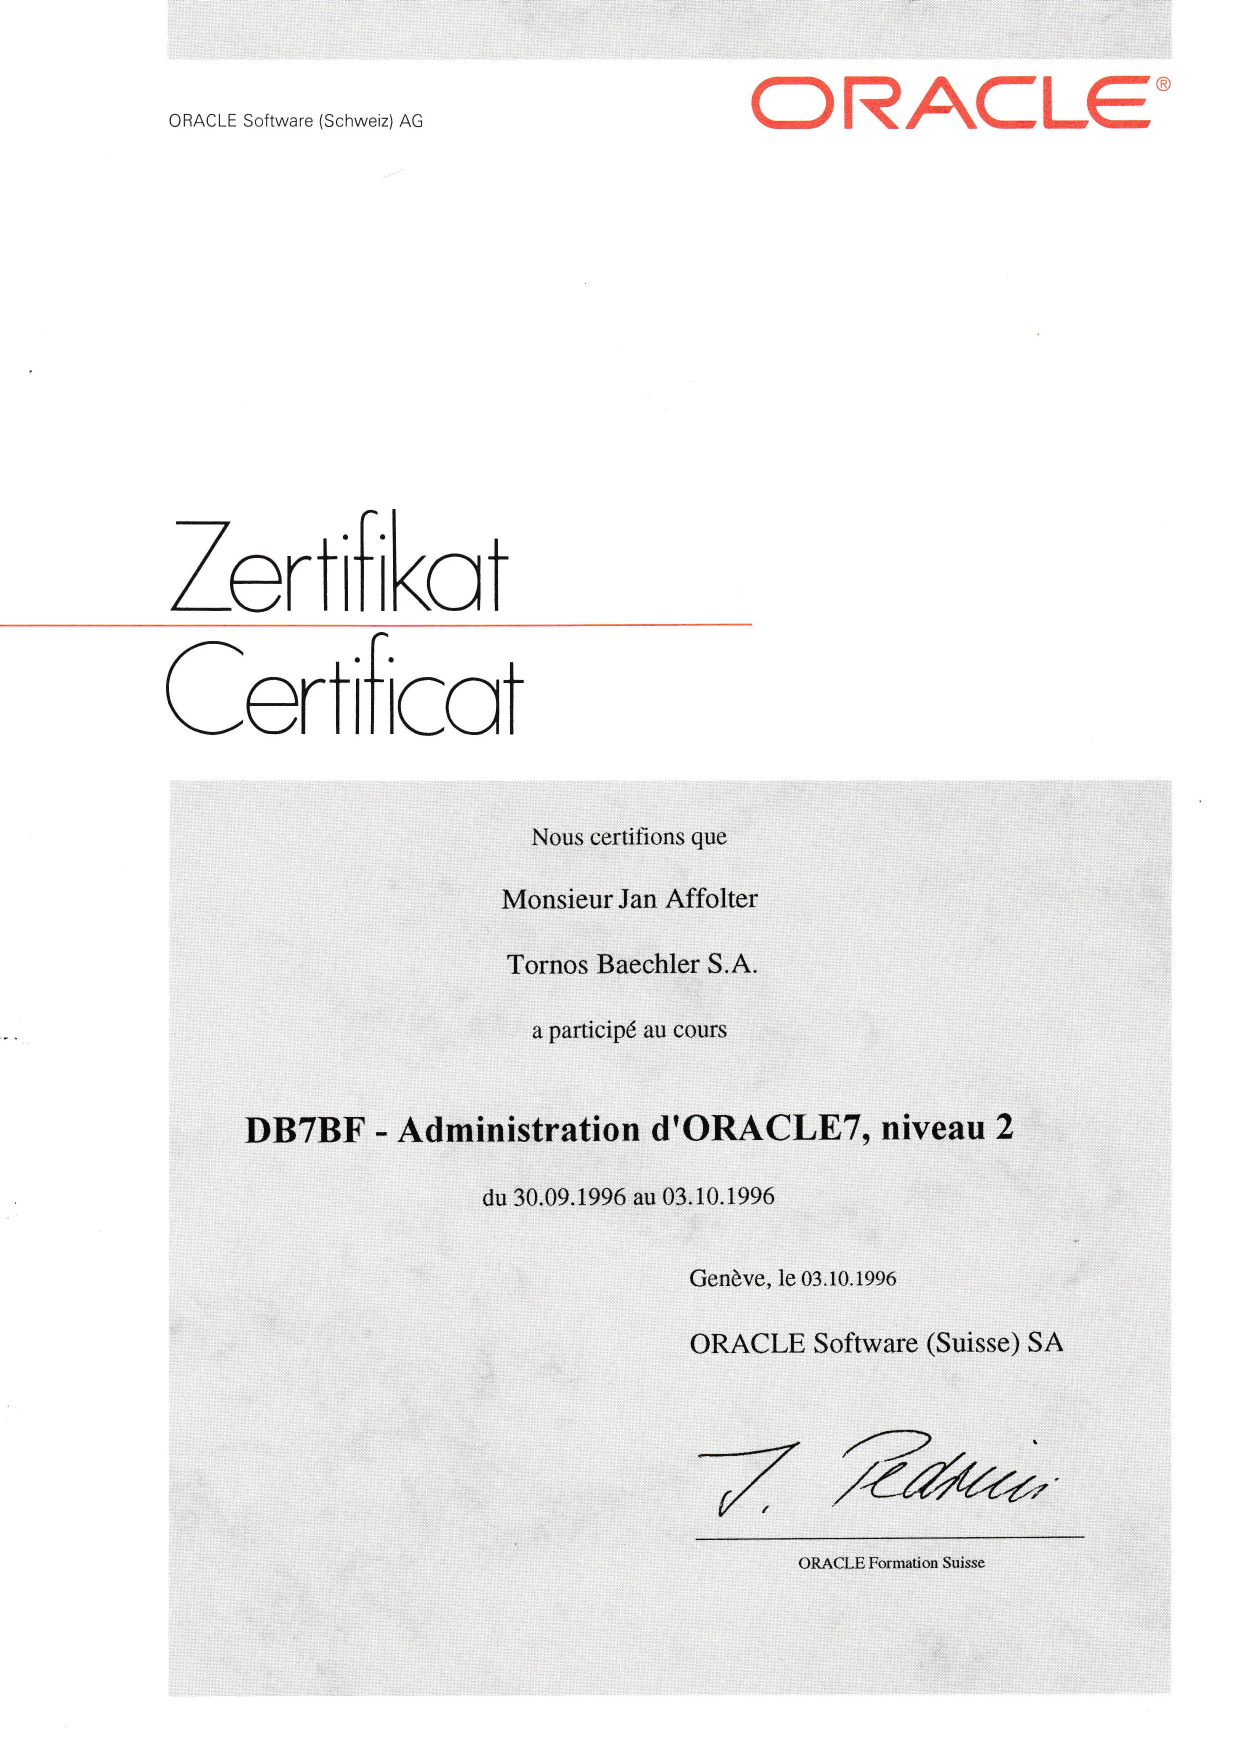 ORACLE Software (Schweiz) AG
ORACLE®
Zertifikat
Certificat
Nous certifions que
Monsieur Jan Affolter
Tornos Baechler S.A.
a participé au cours
DB7BF - Administration d'ORACLE7, niveau 2
du 30.09.1996 au 03.10.1996
Genève, le 03.10.1996
ORACLE Software (Suisse) SA
J. Pedrini
ORACLE Formation Suisse